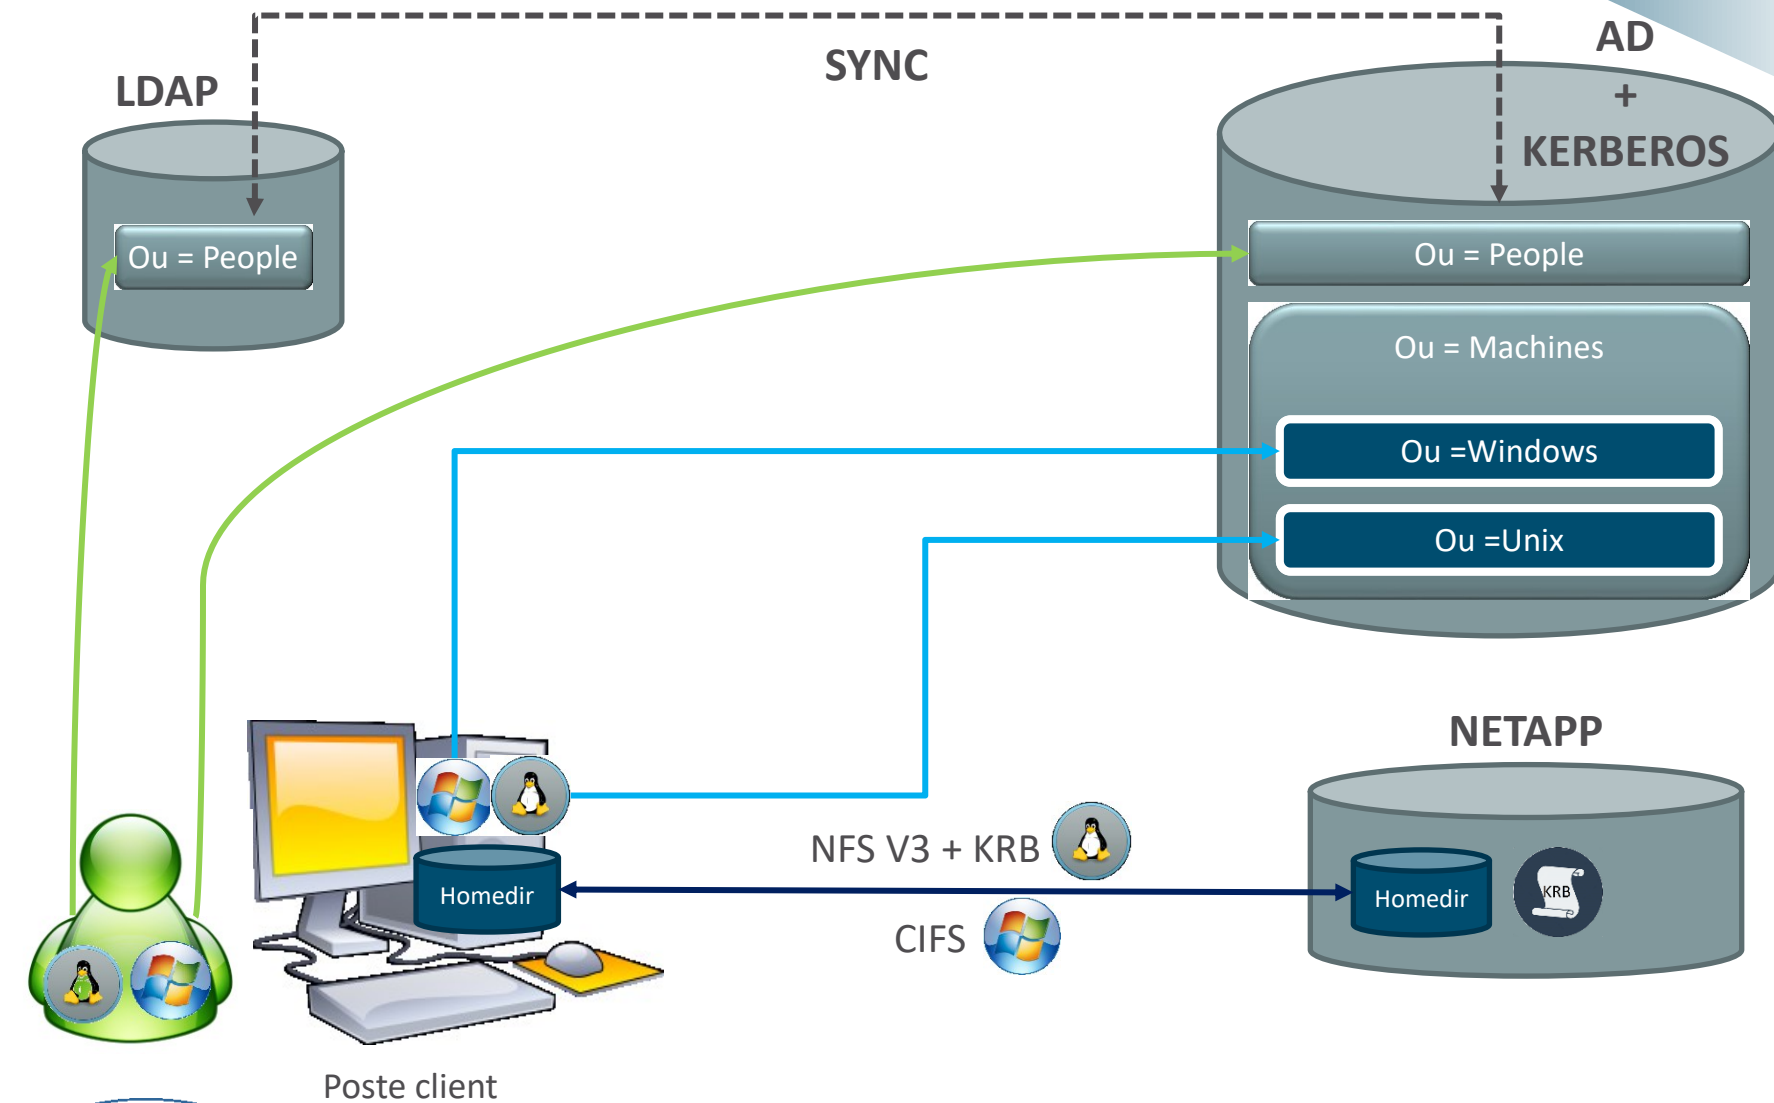 SYNC
AD
+
KERBEROS
LDAP
Ou = People
Ou = People
Ou = Machines
Ou =Windows
Ou =Unix
NETAPP
NFS V3 + KRB
Homedir
Homedir
KRB
CIFS
Poste client